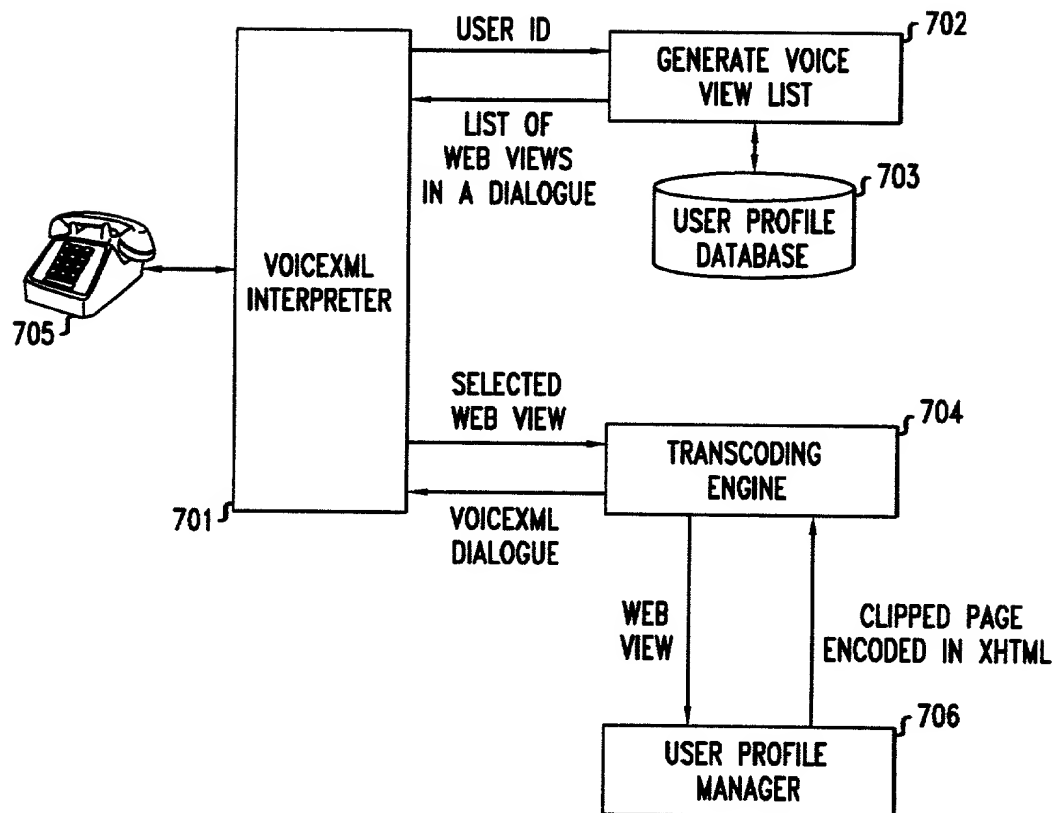 USER ID
702
GENERATE VOICE
VIEW LIST
LIST OF
WEB VIEWS
IN A DIALOGUE
703
USER PROFILE
DATABASE
VOICEXML
INTERPRETER
705
SELECTED
WEB VIEW
704
TRANSCODING
ENGINE
701
VOICEXML
DIALOGUE
WEB
VIEW
CLIPPED PAGE
ENCODED IN XHTML
706
USER PROFILE
MANAGER